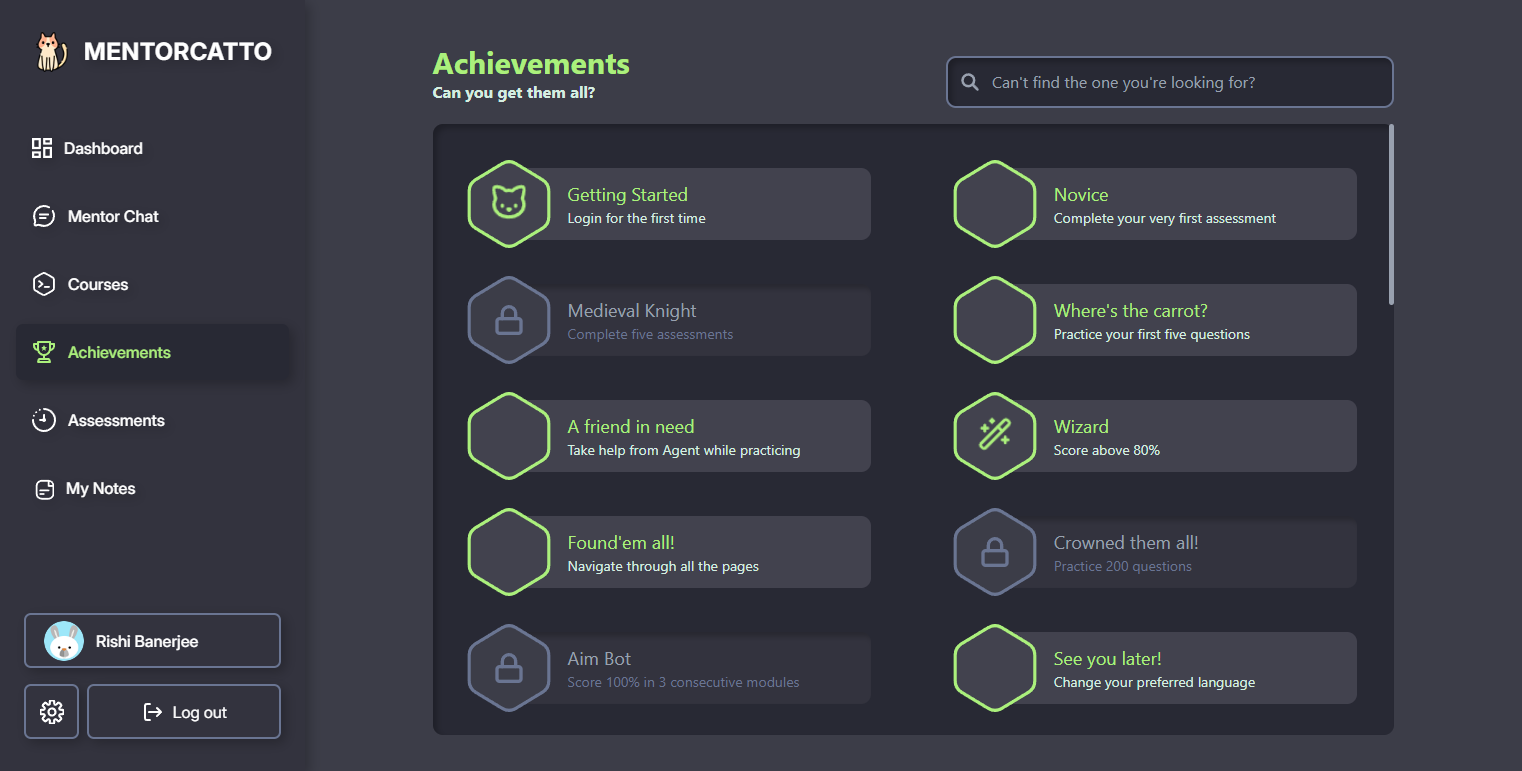 MENTORCATTO
Dashboard
Mentor Chat
Courses
Achievements
Assessments
My Notes
Rishi Banerjee
Log out
Achievements
Can you get them all?
Can't find the one you're looking for?
Getting Started
Login for the first time
Novice
Complete your very first assessment
Medieval Knight
Complete five assessments
Where's the carrot?
Practice your first five questions
A friend in need
Take help from Agent while practicing
Wizard
Score above 80%
Found'em all!
Navigate through all the pages
Crowned them all!
Practice 200 questions
Aim Bot
Score 100% in 3 consecutive modules
See you later!
Change your preferred language